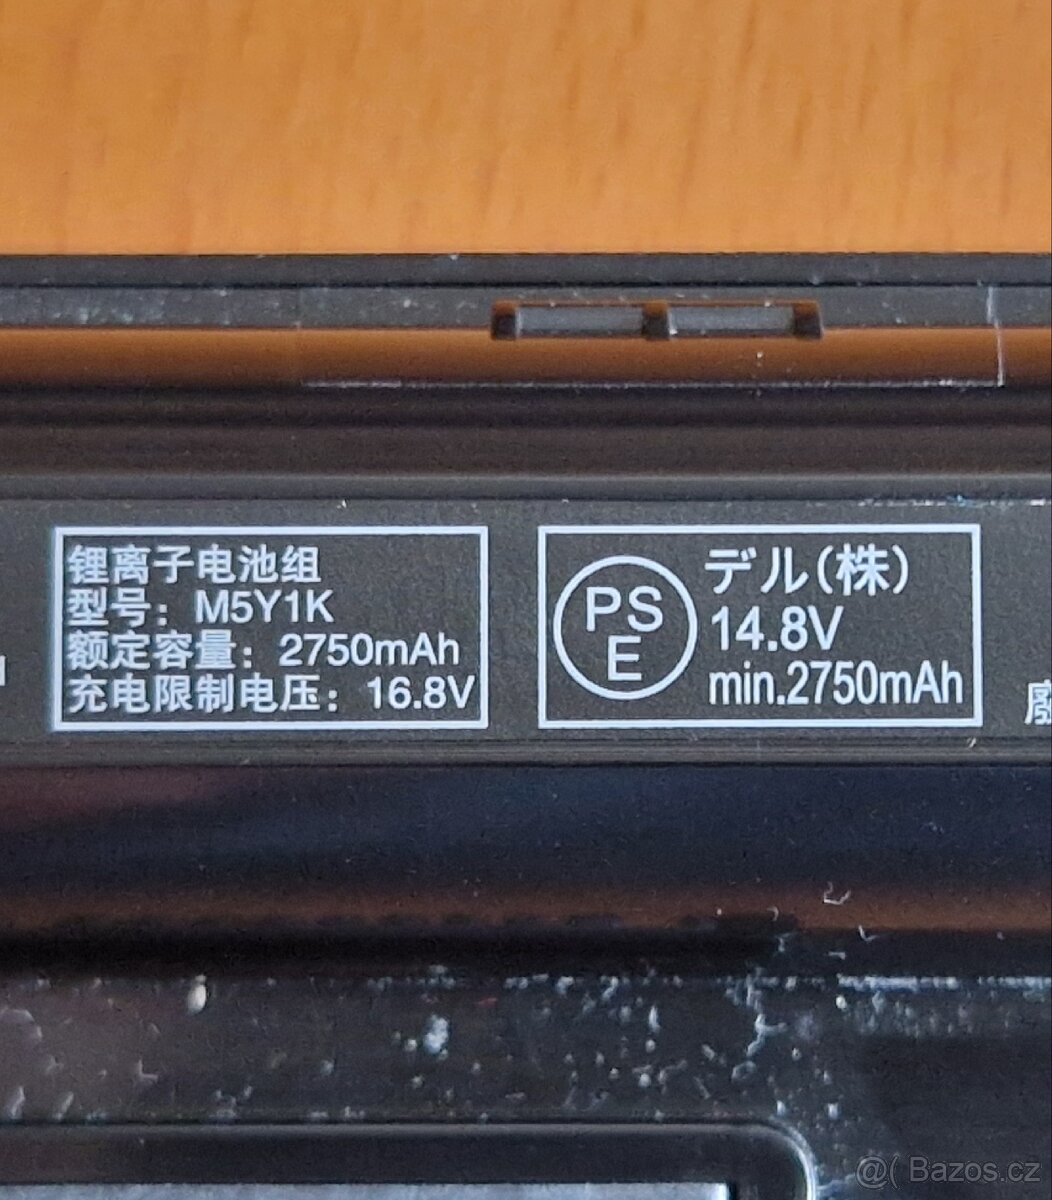 锂离子电池组
型号：M5Y1K
额定容量：2750mAh
充电限制电压：16.8V
PS
E
デル(株)
14.8V
min.2750mAh
@( Bazos.cz